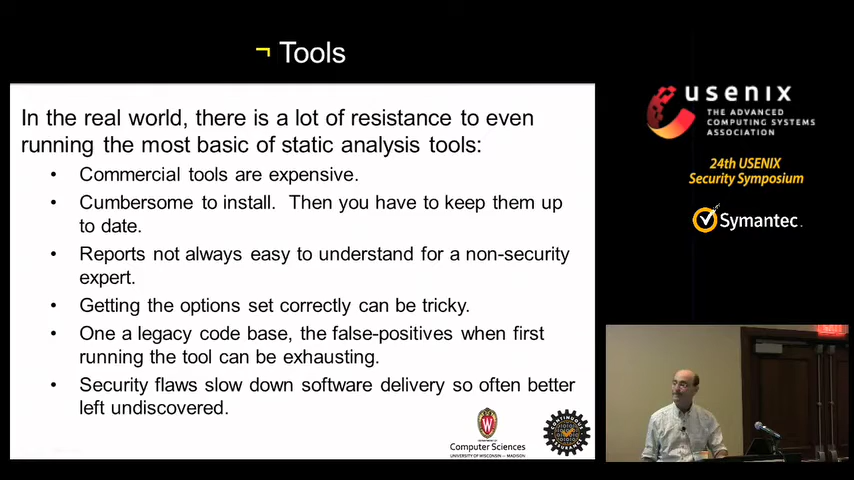 ¬ Tools
In the real world, there is a lot of resistance to even
running the most basic of static analysis tools:
• Commercial tools are expensive.
• Cumbersome to install. Then you have to keep them up
to date.
• Reports not always easy to understand for a non-security
expert.
• Getting the options set correctly can be tricky.
• One a legacy code base, the false-positives when first
running the tool can be exhausting.
• Security flaws slow down software delivery so often better
left undiscovered.
W
Computer Sciences
UNIVERSITY OF WISCONSIN – MADISON
CONTINUOUS
usenix
THE ADVANCED
COMPUTING SYSTEMS
ASSOCIATION
24th USENIX
Security Symposium
Symantec.